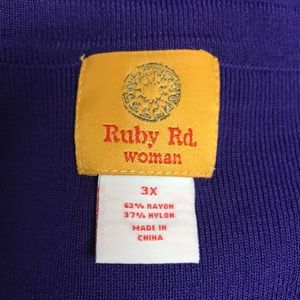 Ruby Rd.
woman
3X
63% RAYON
37% NYLON
MADE IN
CHINA